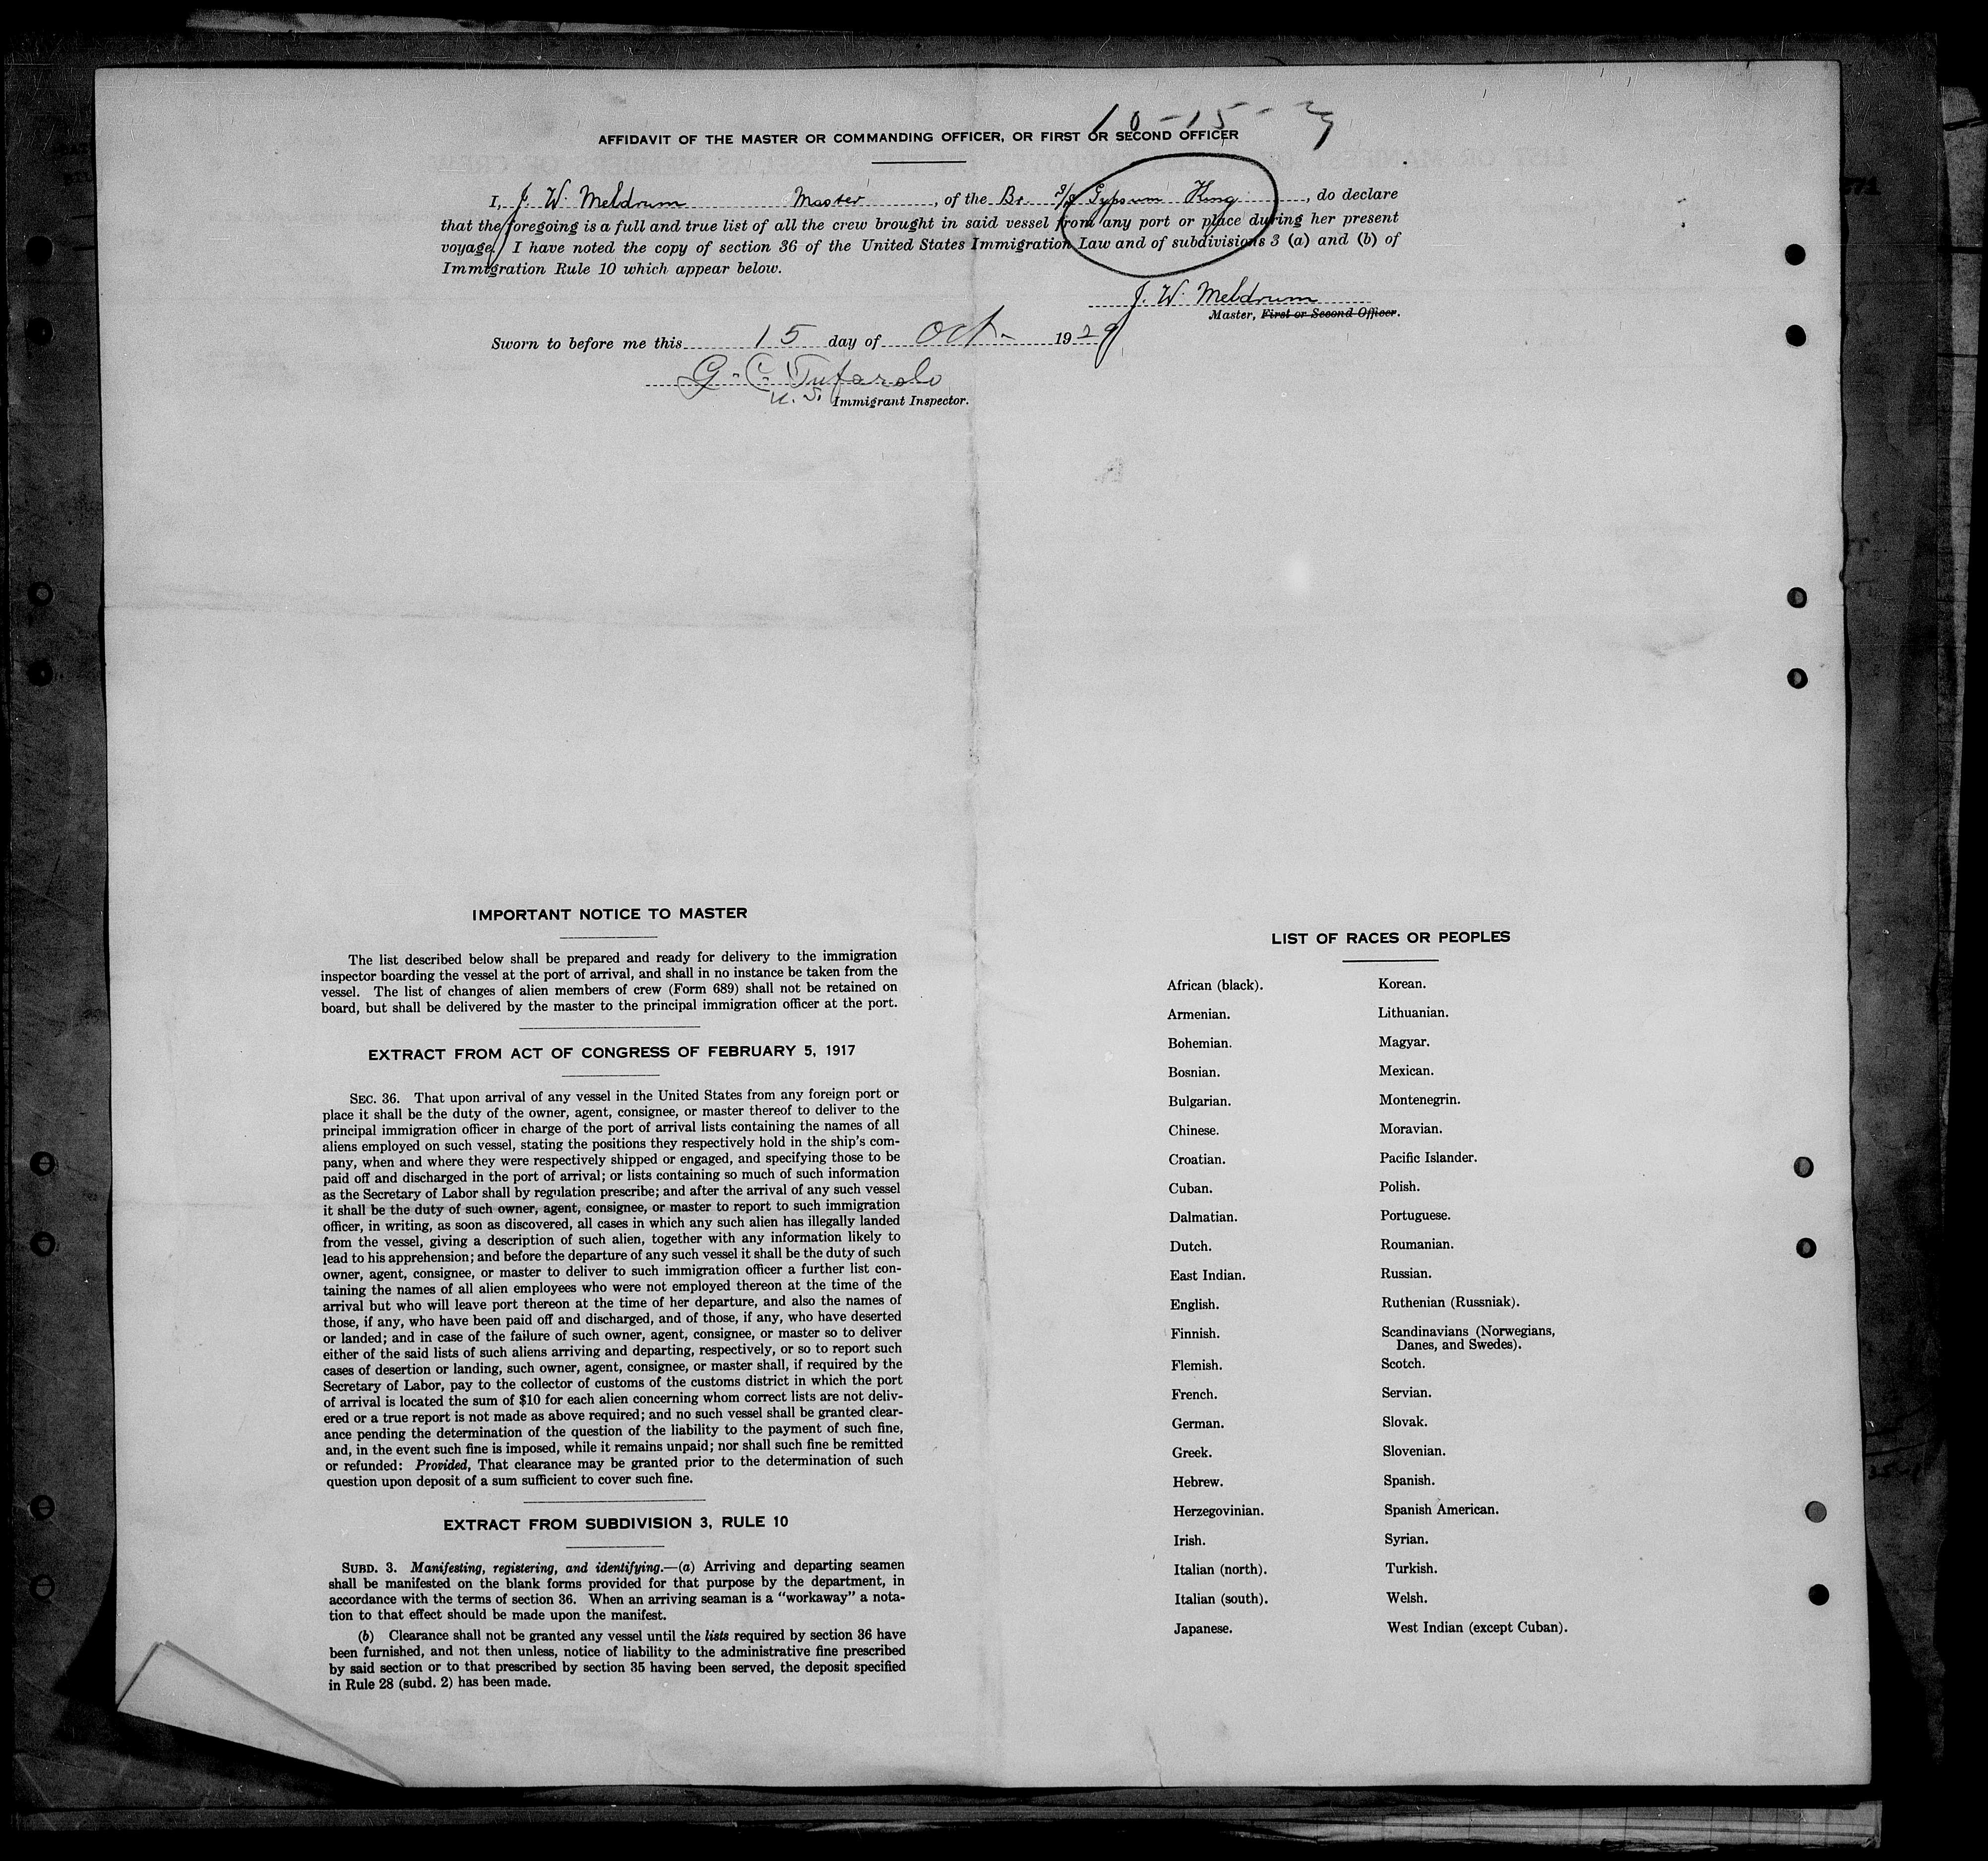 10-15-29
AFFIDAVIT OF THE MASTER OR COMMANDING OFFICER, OR FIRST OR SECOND OFFICER
I, J. W. Meldrum Master, of the Br. S/S Gypsum King, do declare
that the foregoing is a full and true list of all the crew brought in said vessel from any port or place during her present
voyage. I have noted the copy of section 36 of the United States Immigration Law and of subdivisions 3 (a) and (b) of
Immigration Rule 10 which appear below.
J. W. Meldrum
Master, First or Second Officer.
Sworn to before me this 15 day of Oct- 1929
G. C. Tufarolo
U. S. Immigrant Inspector.
IMPORTANT NOTICE TO MASTER
The list described below shall be prepared and ready for delivery to the immigration
inspector boarding the vessel at the port of arrival, and shall in no instance be taken from the
vessel. The list of changes of alien members of crew (Form 689) shall not be retained on
board, but shall be delivered by the master to the principal immigration officer at the port.
EXTRACT FROM ACT OF CONGRESS OF FEBRUARY 5, 1917
SEC. 36. That upon arrival of any vessel in the United States from any foreign port or
place it shall be the duty of the owner, agent, consignee, or master thereof to deliver to the
principal immigration officer in charge of the port of arrival lists containing the names of all
aliens employed on such vessel, stating the positions they respectively hold in the ship's com-
pany, when and where they were respectively shipped or engaged, and specifying those to be
paid off and discharged in the port of arrival; or lists containing so much of such information
as the Secretary of Labor shall by regulation prescribe; and after the arrival of any such vessel
it shall be the duty of such owner, agent, consignee, or master to report to such immigration
officer, in writing, as soon as discovered, all cases in which any such alien has illegally landed
from the vessel, giving a description of such alien, together with any information likely to
lead to his apprehension; and before the departure of any such vessel it shall be the duty of such
owner, agent, consignee, or master to deliver to such immigration officer a further list con-
taining the names of all alien employees who were not employed thereon at the time of the
arrival but who will leave port thereon at the time of her departure, and also the names of
those, if any, who have been paid off and discharged, and of those, if any, who have deserted
or landed; and in case of the failure of such owner, agent, consignee, or master so to deliver
either of the said lists of such aliens arriving and departing, respectively, or so to report such
cases of desertion or landing, such owner, agent, consignee, or master shall, if required by the
Secretary of Labor, pay to the collector of customs of the customs district in which the port
of arrival is located the sum of $10 for each alien concerning whom correct lists are not deliv-
ered or a true report is not made as above required; and no such vessel shall be granted clear-
ance pending the determination of the question of the liability to the payment of such fine,
and, in the event such fine is imposed, while it remains unpaid; nor shall such fine be remitted
or refunded: Provided, That clearance may be granted prior to the determination of such
question upon deposit of a sum sufficient to cover such fine.
EXTRACT FROM SUBDIVISION 3, RULE 10
SUBD. 3. Manifesting, registering, and identifying.—(a) Arriving and departing seamen
shall be manifested on the blank forms provided for that purpose by the department, in
accordance with the terms of section 36. When an arriving seaman is a "workaway" a nota-
tion to that effect should be made upon the manifest.
(b) Clearance shall not be granted any vessel until the lists required by section 36 have
been furnished, and not then unless, notice of liability to the administrative fine prescribed
by said section or to that prescribed by section 35 having been served, the deposit specified
in Rule 28 (subd. 2) has been made.
LIST OF RACES OR PEOPLES
African (black).
Armenian.
Bohemian.
Bosnian.
Bulgarian.
Chinese.
Croatian.
Cuban.
Dalmatian.
Dutch.
East Indian.
English.
Finnish.
Flemish.
French.
German.
Greek.
Hebrew.
Herzegovinian.
Irish.
Italian (north).
Italian (south).
Japanese.
Korean.
Lithuanian.
Magyar.
Mexican.
Montenegrin.
Moravian.
Pacific Islander.
Polish.
Portuguese.
Roumanian.
Russian.
Ruthenian (Russniak).
Scandinavians (Norwegians,
Danes, and Swedes).
Scotch.
Servian.
Slovak.
Slovenian.
Spanish.
Spanish American.
Syrian.
Turkish.
Welsh.
West Indian (except Cuban).